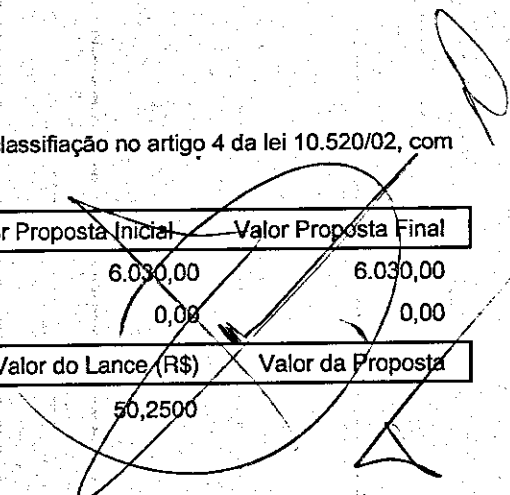 lassifiação no artigo 4 da lei 10.520/02, com
r Proposta Inicial Valor Proposta Final
6.030,00 6.030,00
0,00 0,00
Valor do Lance (R$) Valor da Proposta
50,2500